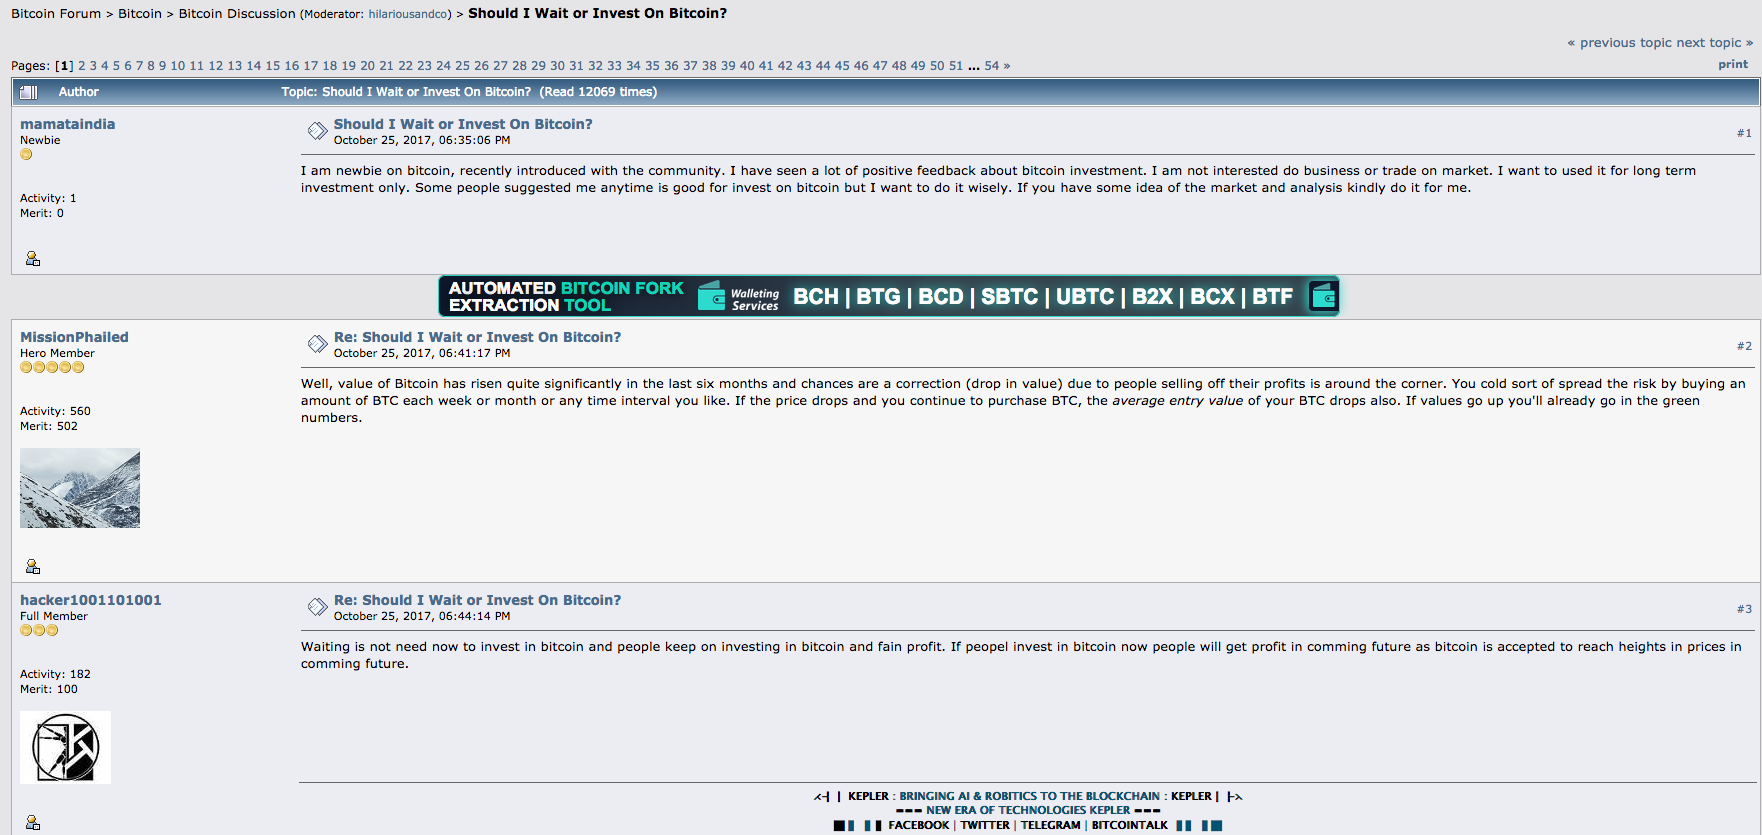 Bitcoin Forum > Bitcoin > Bitcoin Discussion (Moderator: hilariousandco) > Should I Wait or Invest On Bitcoin?
« previous topic next topic »
Pages: [1] 2 3 4 5 6 7 8 9 10 11 12 13 14 15 16 17 18 19 20 21 22 23 24 25 26 27 28 29 30 31 32 33 34 35 36 37 38 39 40 41 42 43 44 45 46 47 48 49 50 51 ... 54 »
print
Author Topic: Should I Wait or Invest On Bitcoin? (Read 12069 times)
mamataindia
Newbie
Activity: 1
Merit: 0
Should I Wait or Invest On Bitcoin?
October 25, 2017, 06:35:06 PM
#1
I am newbie on bitcoin, recently introduced with the community. I have seen a lot of positive feedback about bitcoin investment. I am not interested do business or trade on market. I want to used it for long term
investment only. Some people suggested me anytime is good for invest on bitcoin but I want to do it wisely. If you have some idea of the market and analysis kindly do it for me.
AUTOMATED BITCOIN FORK
EXTRACTION TOOL
Walleting
Services
BCH | BTG | BCD | SBTC | UBTC | B2X | BCX | BTF
MissionPhailed
Hero Member
Activity: 560
Merit: 502
Re: Should I Wait or Invest On Bitcoin?
October 25, 2017, 06:41:17 PM
#2
Well, value of Bitcoin has risen quite significantly in the last six months and chances are a correction (drop in value) due to people selling off their profits is around the corner. You cold sort of spread the risk by buying an
amount of BTC each week or month or any time interval you like. If the price drops and you continue to purchase BTC, the average entry value of your BTC drops also. If values go up you'll already go in the green
numbers.
hacker1001101001
Full Member
Activity: 182
Merit: 100
Re: Should I Wait or Invest On Bitcoin?
October 25, 2017, 06:44:14 PM
#3
Waiting is not need now to invest in bitcoin and people keep on investing in bitcoin and fain profit. If peopel invest in bitcoin now people will get profit in comming future as bitcoin is accepted to reach heights in prices in
comming future.
| KEPLER : BRINGING AI & ROBITICS TO THE BLOCKCHAIN : KEPLER |
=== NEW ERA OF TECHNOLOGIES KEPLER ===
FACEBOOK | TWITTER | TELEGRAM | BITCOINTALK